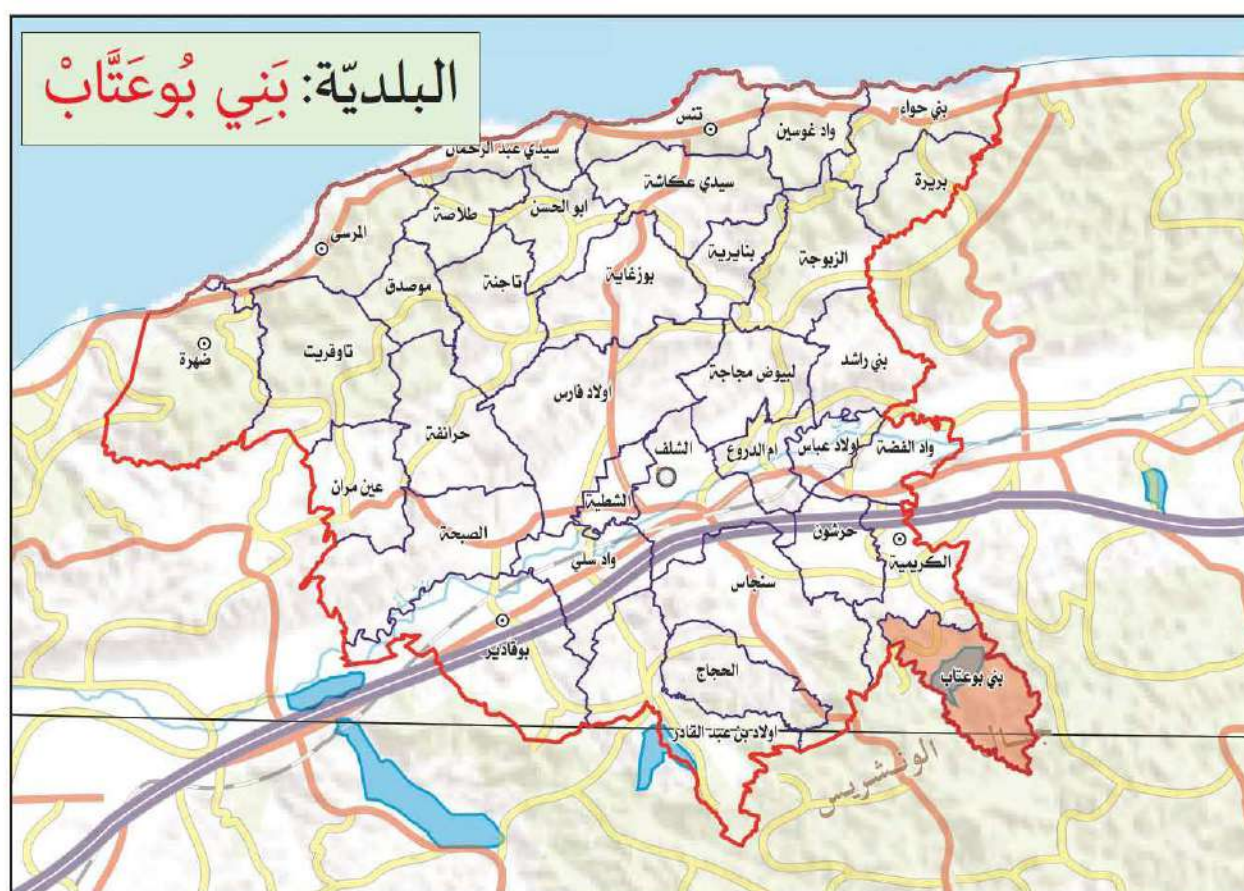 البلديّة: بَنِي بُوعَتَّابْ
بني حواء
تنس
واد غوسين
سيدي عبد الرحمان
بريرة
سيدي عكاشة
ابو الحسن
طلاصة
المرسى
بنايرية
الزبوجة
بوزغاية
تاجنة
موصدق
ضهرة
تاوقريت
بني راشد
لبيوض مجاجة
اولاد فارس
حرانفة
واد الفضة
اولاد عباس
ام الدروع
الشلف
عين مران
الشطية
الصبحة
حرشون
الكريمية
واد سلي
سنجاس
بوقادير
الحجاج
بني بوعتاب
اولاد بن عبد القادر
الونشريس